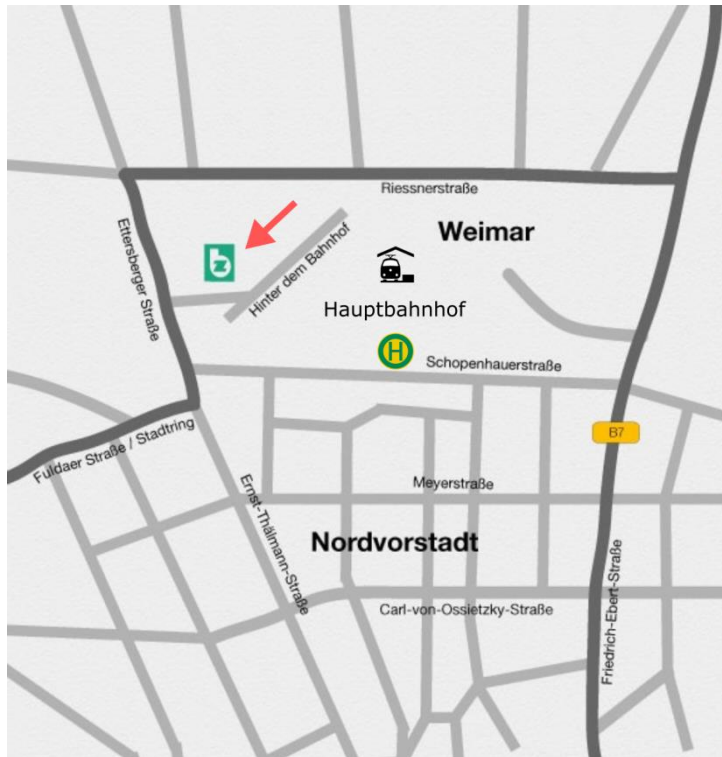 Riessnerstraße
Weimar
Ettersberger Straße
bz
Hinter dem Bahnhof
Hauptbahnhof
H
Schopenhauerstraße
B7
Fuldaer Straße / Stadtring
Meyerstraße
Ernst-Thälmann-Straße
Nordvorstadt
Carl-von-Ossietzky-Straße
Friedrich-Ebert-Straße